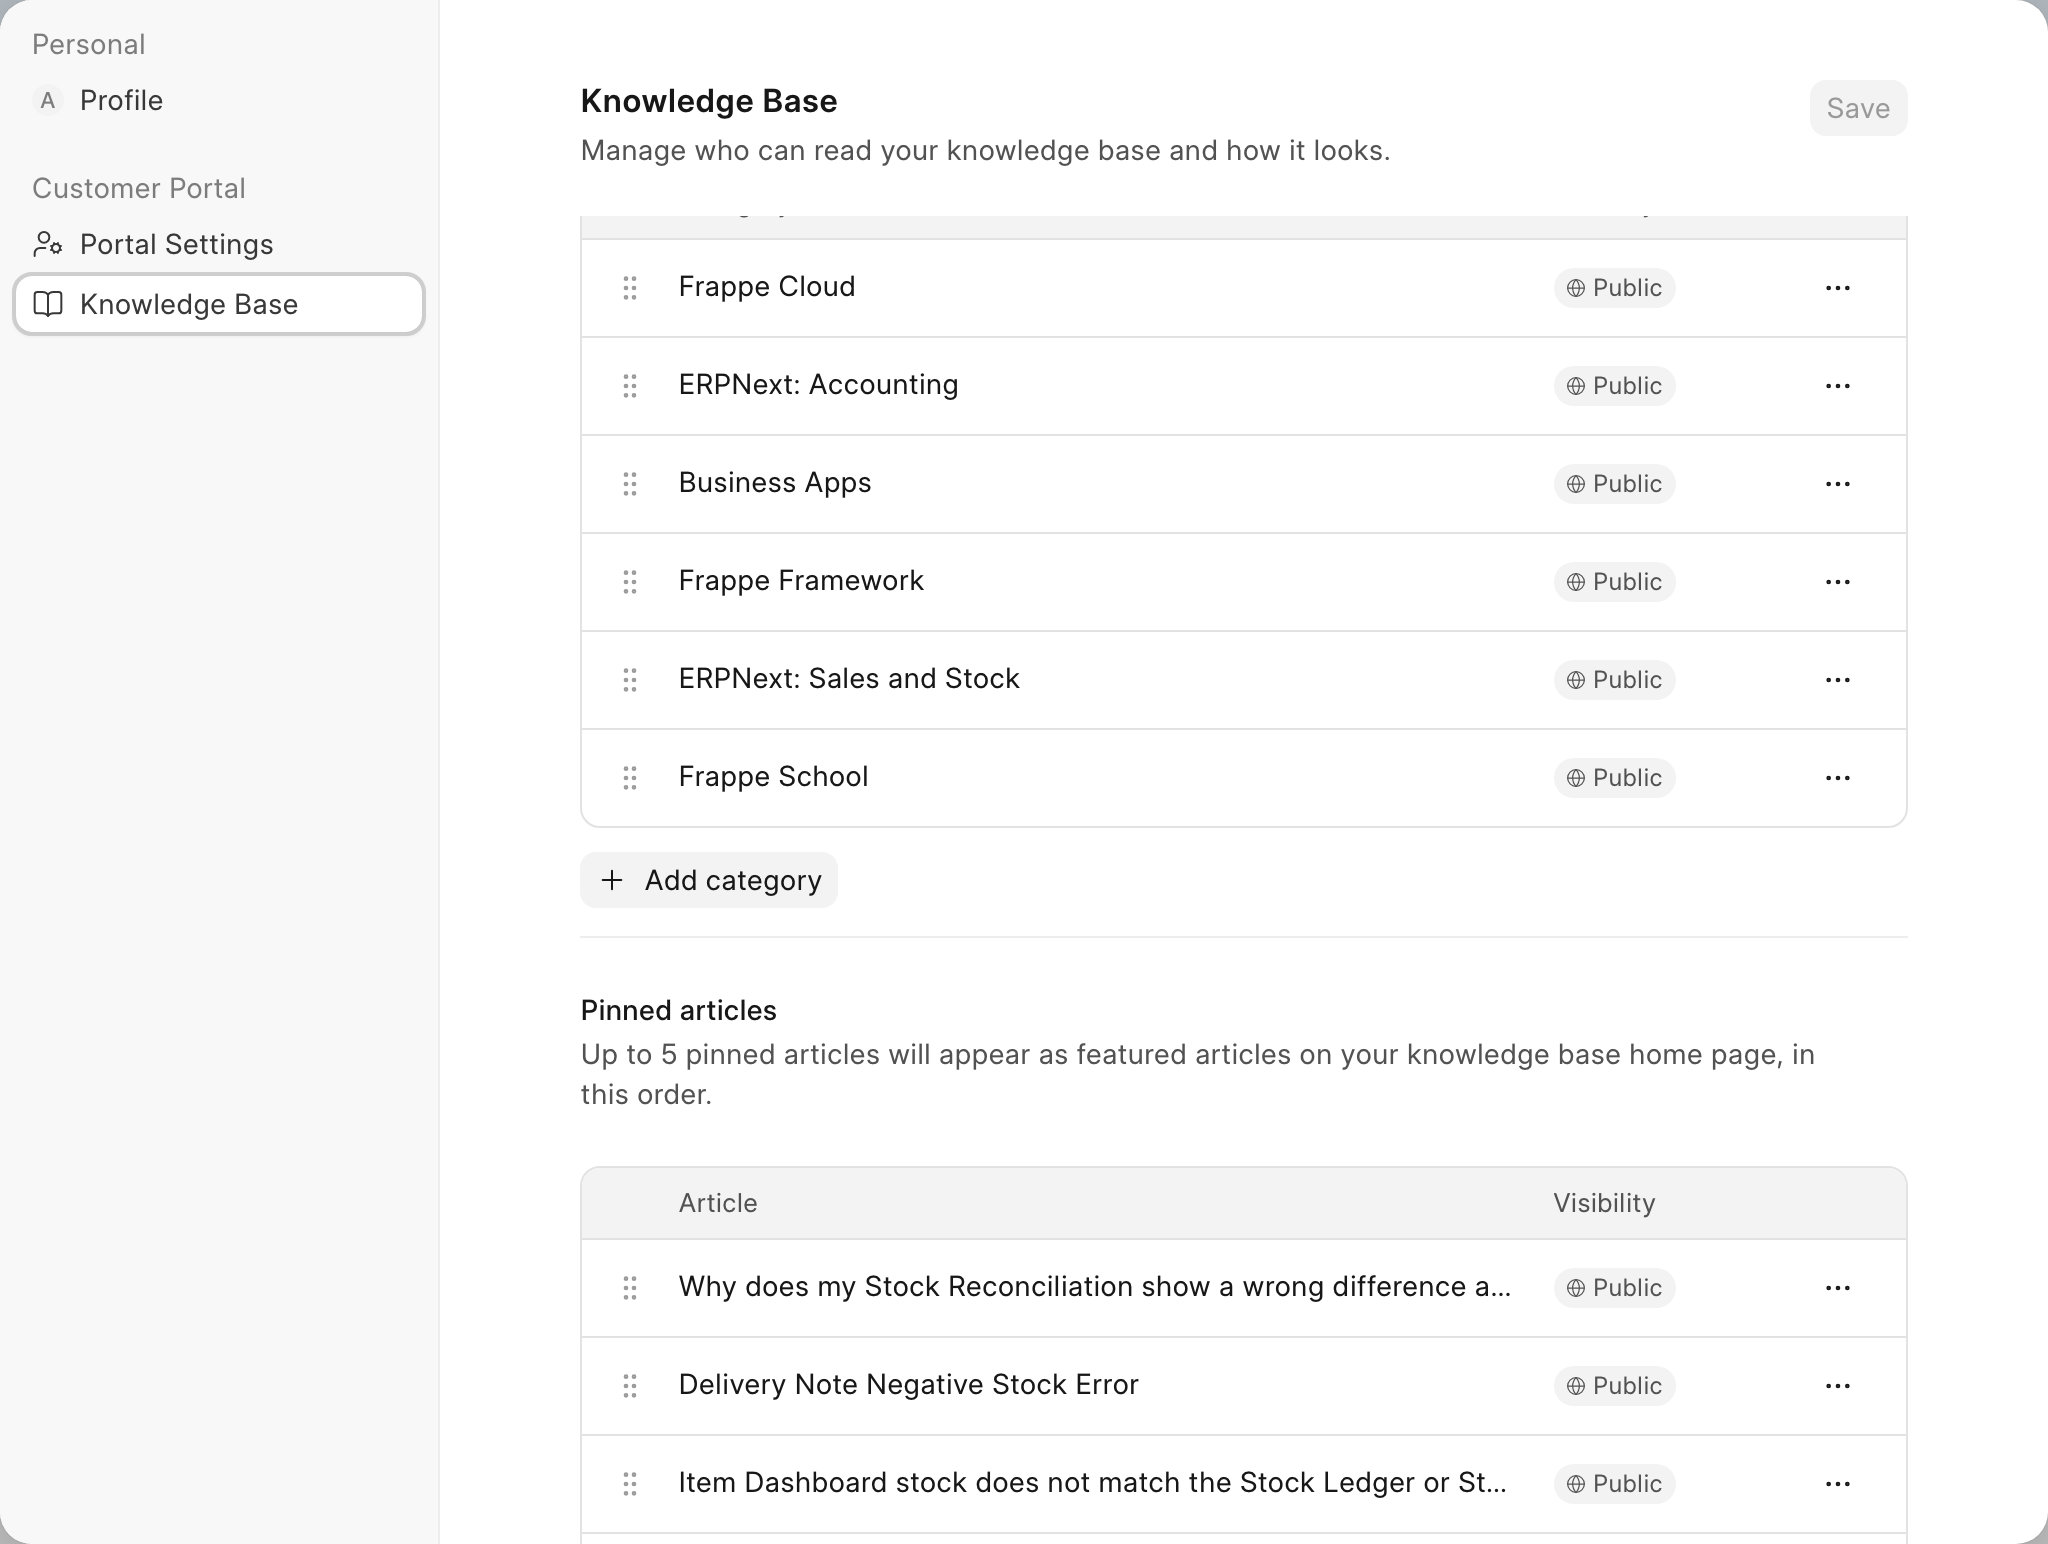 Personal
A Profile
Customer Portal
Portal Settings
Knowledge Base
Knowledge Base
Save
Manage who can read your knowledge base and how it looks.
Frappe Cloud Public
ERPNext: Accounting Public
Business Apps Public
Frappe Framework Public
ERPNext: Sales and Stock Public
Frappe School Public
Add category
Pinned articles
Up to 5 pinned articles will appear as featured articles on your knowledge base home page, in
this order.
Article Visibility
Why does my Stock Reconciliation show a wrong difference a... Public
Delivery Note Negative Stock Error Public
Item Dashboard stock does not match the Stock Ledger or St... Public